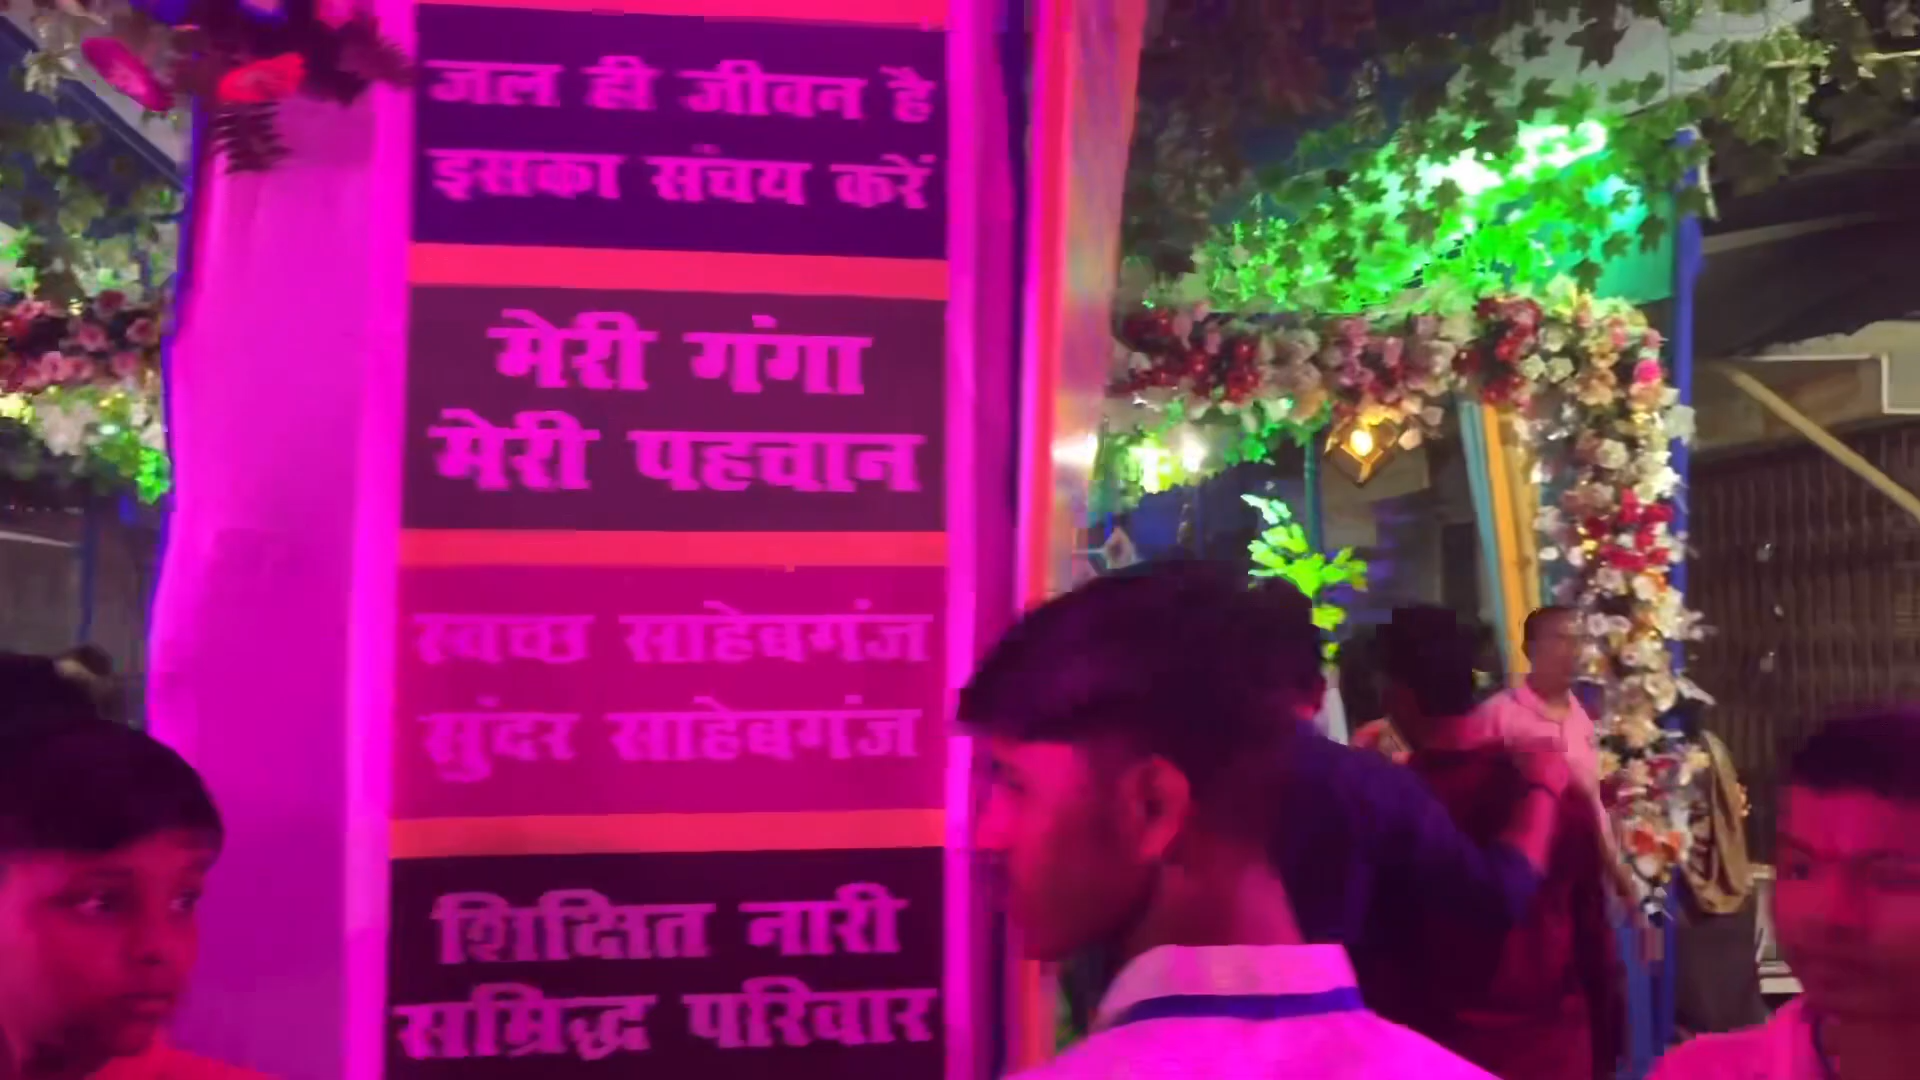 जल ही जीवन है
इसका संचय करें
मेरी गंगा
मेरी पहचान
स्वच्छ साहेबगंज
सुंदर साहेबगंज
शिक्षित नारी
सम्रिद्ध परिवार